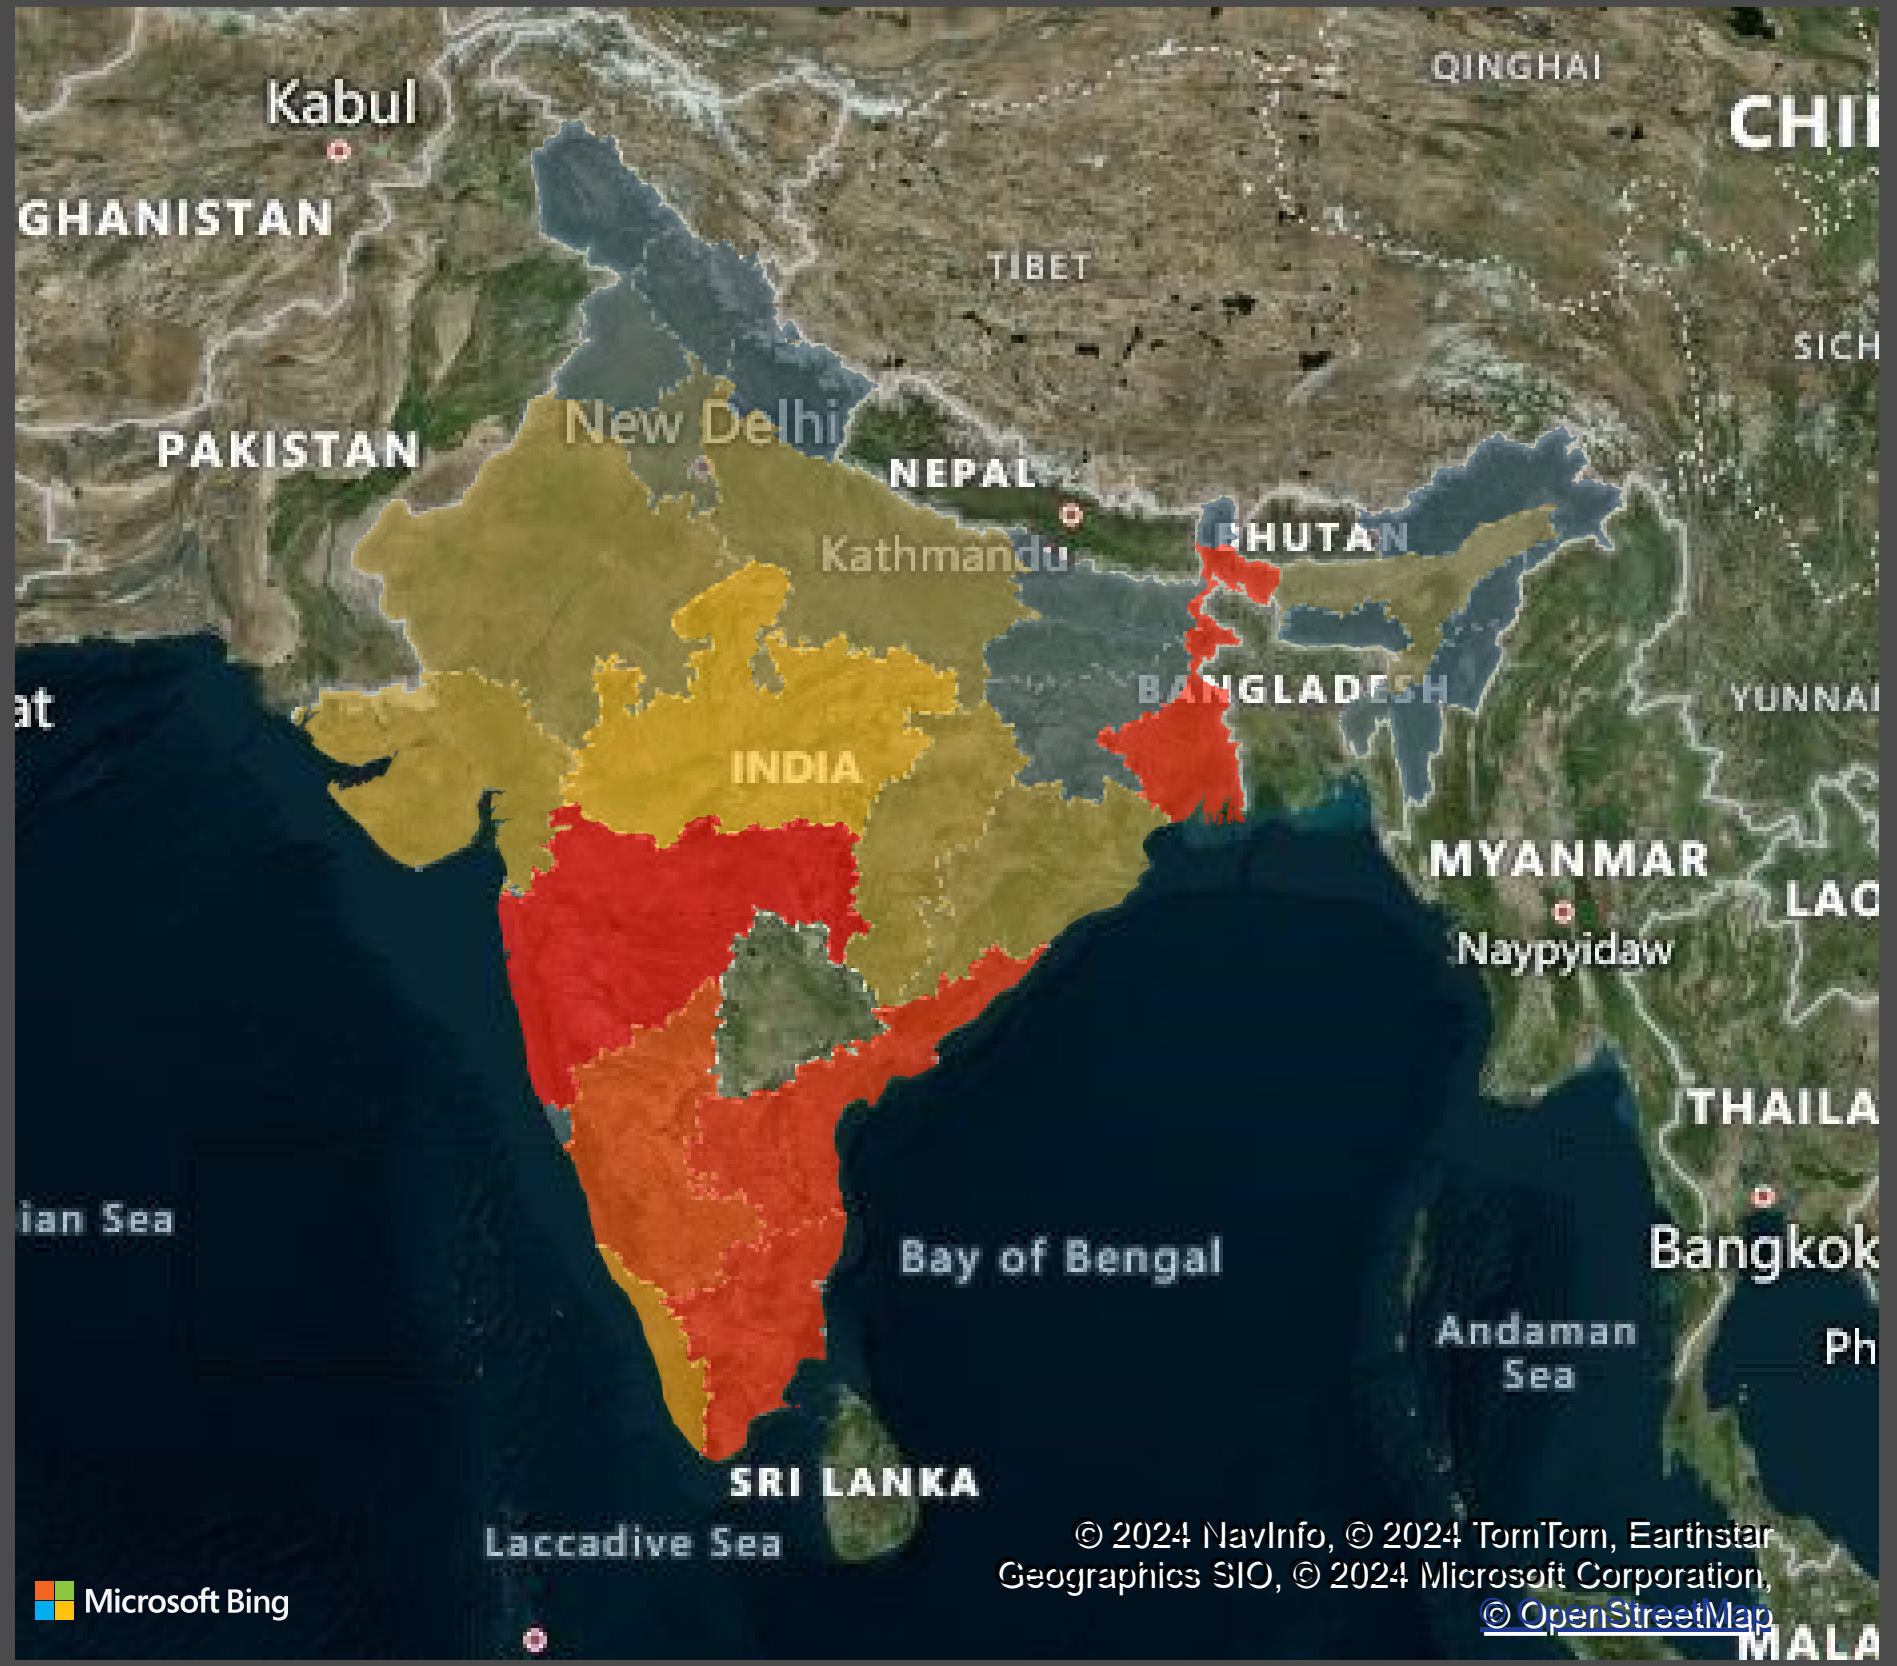 QINGHAI
Kabul
CHI
GHANISTAN
TIBET
SICH
New Delhi
PAKISTAN
NEPAL
BHUTAN
Kathmandu
BANGLADESH
YUNNA
at
INDIA
MYANMAR
LAO
Naypyidaw
THAILA
ian Sea
Bay of Bengal
Bangkok
Andaman
Sea
Ph
SRI LANKA
Laccadive Sea
© 2024 NavInfo, © 2024 TomTom, Earthstar
Geographics SIO, © 2024 Microsoft Corporation,
© OpenStreetMap
Microsoft Bing
MALA